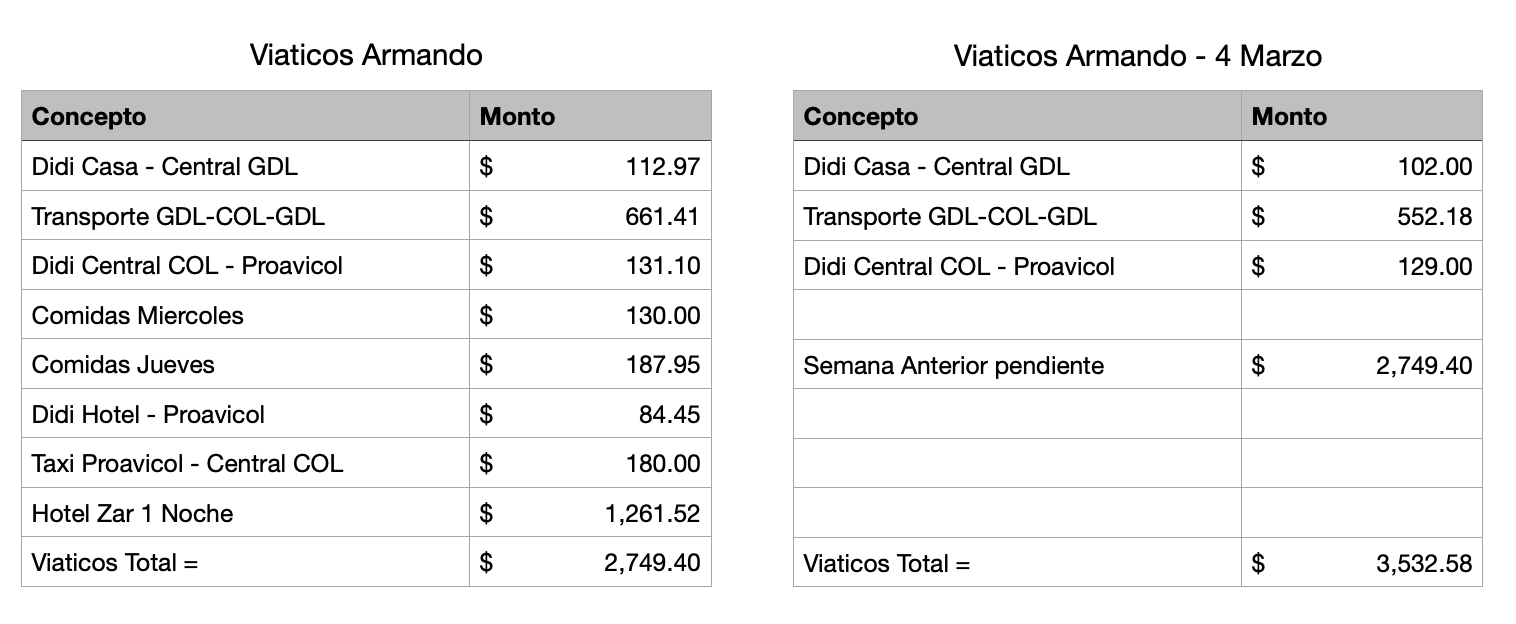 Viaticos Armando
Concepto Monto
Didi Casa - Central GDL $ 112.97
Transporte GDL-COL-GDL $ 661.41
Didi Central COL - Proavicol $ 131.10
Comidas Miercoles $ 130.00
Comidas Jueves $ 187.95
Didi Hotel - Proavicol $ 84.45
Taxi Proavicol - Central COL $ 180.00
Hotel Zar 1 Noche $ 1,261.52
Viaticos Total = $ 2,749.40
Viaticos Armando - 4 Marzo
Concepto Monto
Didi Casa - Central GDL $ 102.00
Transporte GDL-COL-GDL $ 552.18
Didi Central COL - Proavicol $ 129.00
Semana Anterior pendiente $ 2,749.40
Viaticos Total = $ 3,532.58